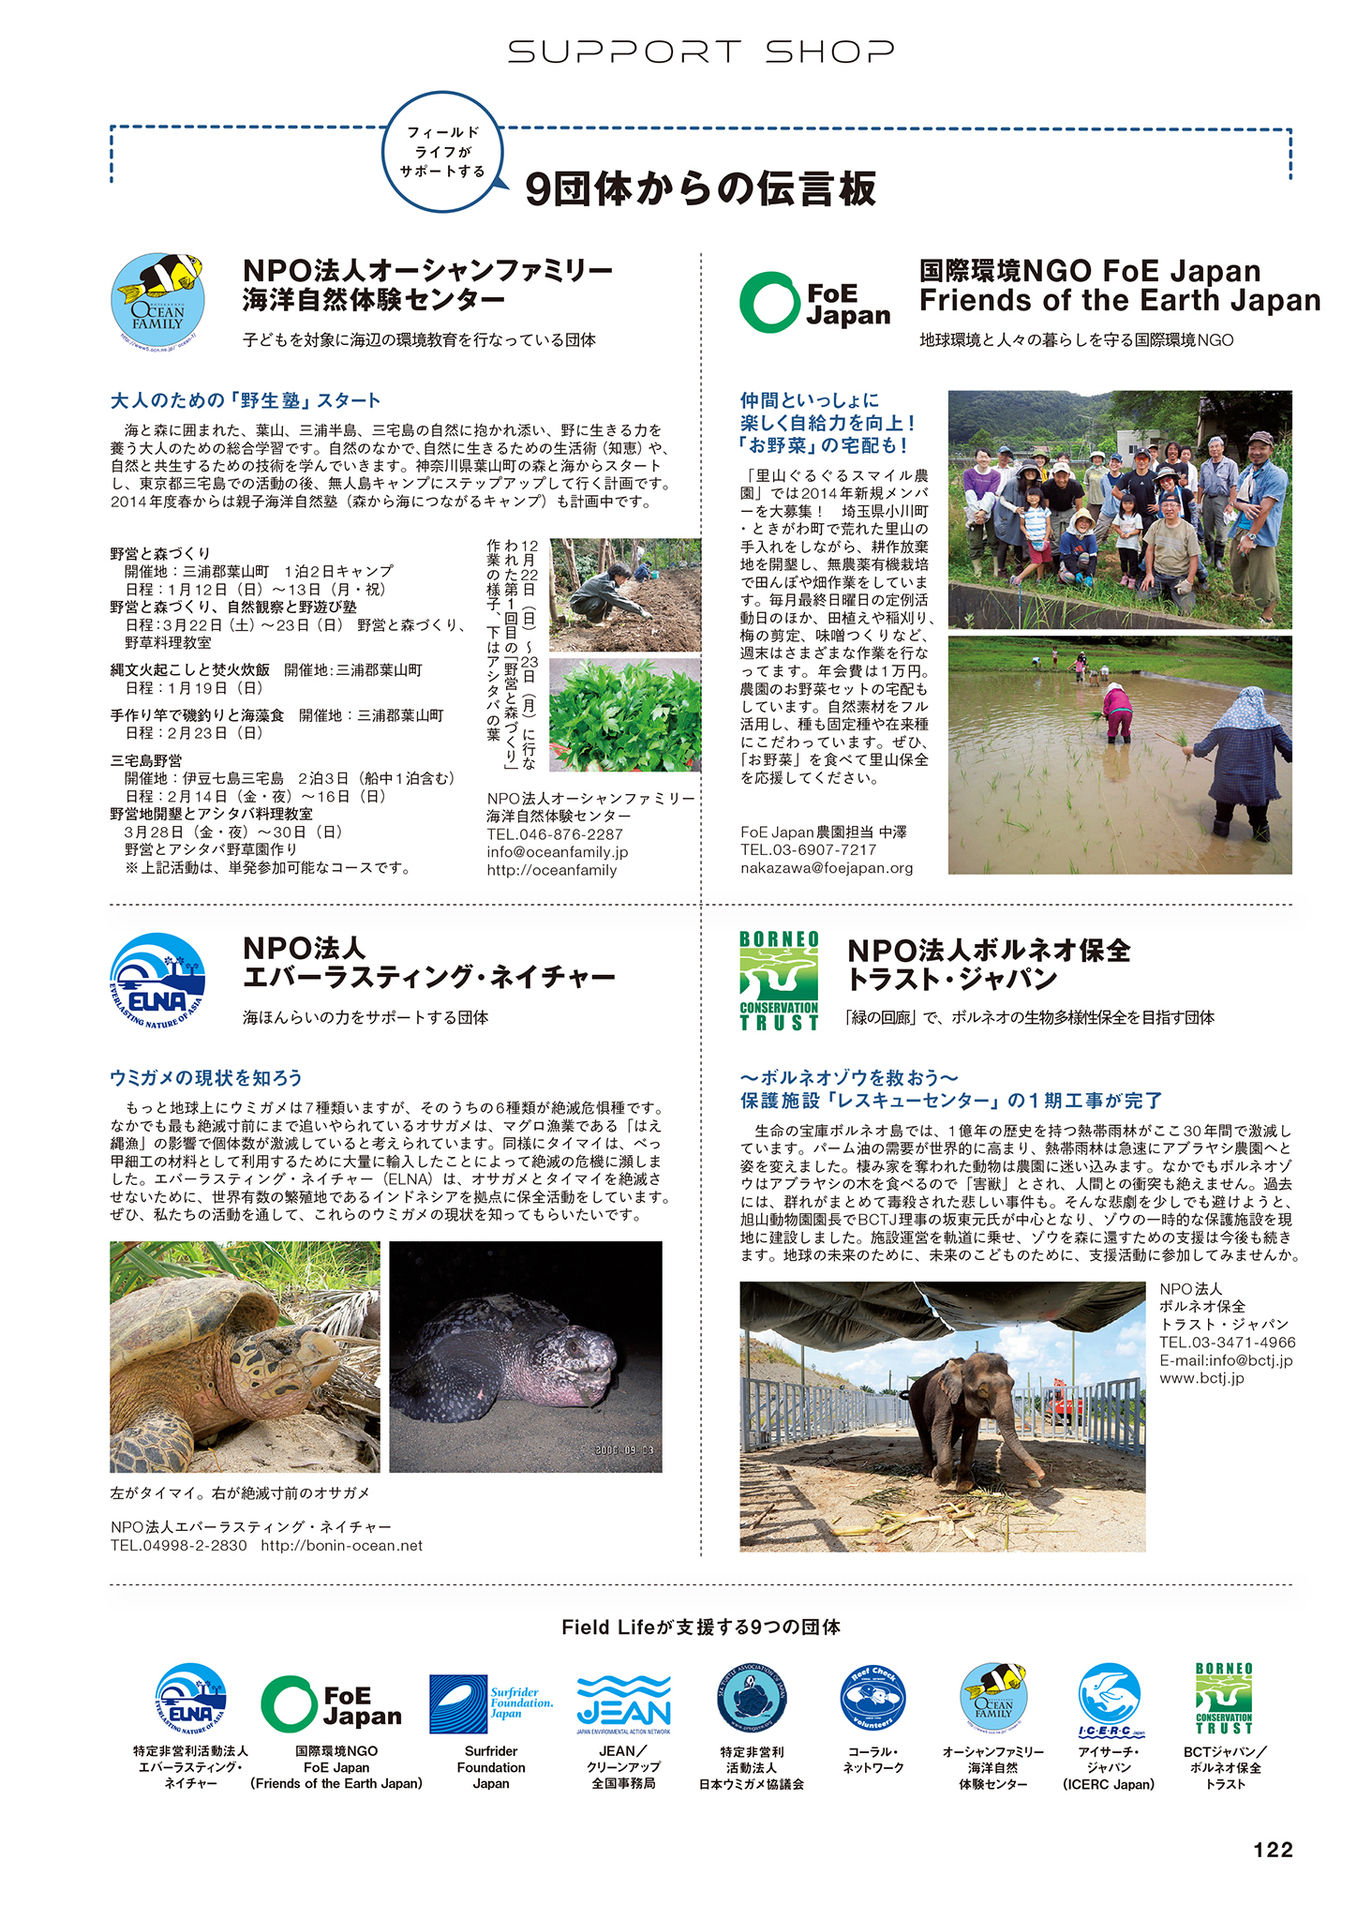 SUPPORT SHOP
フィールド
ライフが
サポートする
9団体からの伝言板
OCEAN
FAMILY
NPO法人オーシャンファミリー
海洋自然体験センター
子どもを対象に海辺の環境教育を行なっている団体
大人のための「野生塾」スタート
海と森に囲まれた、葉山、三浦半島、三宅島の自然に抱かれ添い、野に生きる力を
養う大人のための総合学習です。自然のなかで、自然に生きるための生活術(知恵)や、
自然と共生するための技術を学んでいきます。神奈川県葉山町の森と海からスタート
し、東京都三宅島での活動の後、無人島キャンプにステップアップして行く計画です。
2014年度春からは親子海洋自然塾(森から海につながるキャンプ)も計画中です。
野営と森づくり
開催地:三浦郡葉山町 1泊2日キャンプ
日程:1月12日(日)〜13日(月・祝)
野営と森づくり、自然観察と野遊び塾
日程:3月22日(土)〜23日(日) 野営と森づくり、
野草料理教室
縄文火起こしと焚火炊飯 開催地:三浦郡葉山町
日程:1月19日(日)
手作り竿で磯釣りと海藻食 開催地:三浦郡葉山町
日程:2月23日(日)
三宅島野営
開催地:伊豆七島三宅島 2泊3日(船中1泊含む)
日程:2月14日(金・夜)〜16日(日)
野営地開墾とアシタバ料理教室
3月28日(金・夜)〜30日(日)
野営とアシタバ野草園作り
※上記活動は、単発参加可能なコースです。
12月22日(日)〜23日(月)に行な
われた第1回目の「野営と森づくり」
作業の様子、下はアシタバの葉
NPO法人オーシャンファミリー
海洋自然体験センター
TEL.046-876-2287
info@oceanfamily.jp
http://oceanfamily
FoE
Japan
国際環境NGO FoE Japan
Friends of the Earth Japan
地球環境と人々の暮らしを守る国際環境NGO
仲間といっしょに
楽しく自給力を向上!
「お野菜」の宅配も!
「里山ぐるぐるスマイル農
園」では2014年新規メンバ
ーを大募集! 埼玉県小川町
・ときがわ町で荒れた里山の
手入れをしながら、耕作放棄
地を開墾し、無農薬有機栽培
で田んぼや畑作業をしていま
す。毎月最終日曜日の定例活
動日のほか、田植えや稲刈り、
梅の剪定、味噌つくりなど、
週末はさまざまな作業を行な
ってます。年会費は1万円。
農園のお野菜セットの宅配も
しています。自然素材をフル
活用し、種も固定種や在来種
にこだわっています。ぜひ、
「お野菜」を食べて里山保全
を応援してください。
FoE Japan農園担当 中澤
TEL.03-6907-7217
nakazawa@foejapan.org
ELNA
EVERLASTING NATURE OF ASIA
NPO法人
エバーラスティング・ネイチャー
海ほんらいの力をサポートする団体
ウミガメの現状を知ろう
もっと地球上にウミガメは7種類いますが、そのうちの6種類が絶滅危惧種です。
なかでも最も絶滅寸前にまで追いやられているオサガメは、マグロ漁業である「はえ
縄漁」の影響で個体数が激減していると考えられています。同様にタイマイは、べっ
甲細工の材料として利用するために大量に輸入したことによって絶滅の危機に瀕しま
した。エバーラスティング・ネイチャー(ELNA)は、オサガメとタイマイを絶滅さ
せないために、世界有数の繁殖地であるインドネシアを拠点に保全活動をしています。
ぜひ、私たちの活動を通して、これらのウミガメの現状を知ってもらいたいです。
左がタイマイ。右が絶滅寸前のオサガメ
NPO法人エバーラスティング・ネイチャー
TEL.04998-2-2830 http://bonin-ocean.net
BORNEO
CONSERVATION
TRUST
NPO法人ボルネオ保全
トラスト・ジャパン
「緑の回廊」で、ボルネオの生物多様性保全を目指す団体
〜ボルネオゾウを救おう〜
保護施設「レスキューセンター」の1期工事が完了
生命の宝庫ボルネオ島では、1億年の歴史を持つ熱帯雨林がここ30年間で激減し
ています。パーム油の需要が世界的に高まり、熱帯雨林は急速にアブラヤシ農園へと
姿を変えました。棲み家を奪われた動物は農園に迷い込みます。なかでもボルネオゾ
ウはアブラヤシの木を食べるので「害獣」とされ、人間との衝突も絶えません。過去
には、群れがまとめて毒殺された悲しい事件も。そんな悲劇を少しでも避けようと、
旭山動物園園長でBCTJ理事の坂東元氏が中心となり、ゾウの一時的な保護施設を現
地に建設しました。施設運営を軌道に乗せ、ゾウを森に還すための支援は今後も続き
ます。地球の未来のために、未来のこどものために、支援活動に参加してみませんか。
NPO法人
ボルネオ保全
トラスト・ジャパン
TEL.03-3471-4966
E-mail:info@bctj.jp
www.bctj.jp
Field Lifeが支援する9つの団体
ELNA
EVERLASTING NATURE OF ASIA
特定非営利活動法人
エバーラスティング・
ネイチャー
FoE
Japan
国際環境NGO
FoE Japan
(Friends of the Earth Japan)
Surfrider
Foundation.
Japan
Surfrider
Foundation
Japan
JEAN
JAPAN ENVIRONMENTAL ACTION NETWORK
JEAN/
クリーンアップ
全国事務局
SEA TURTLE ASSOCIATION OF JAPAN
特定非営利
活動法人
日本ウミガメ協議会
Reef Check
volunteers
コーラル・
ネットワーク
OCEAN
FAMILY
オーシャンファミリー
海洋自然
体験センター
I·C·E·R·C Japan
アイサーチ・
ジャパン
(ICERC Japan)
BORNEO
CONSERVATION
TRUST
BCTジャパン/
ボルネオ保全
トラスト
122